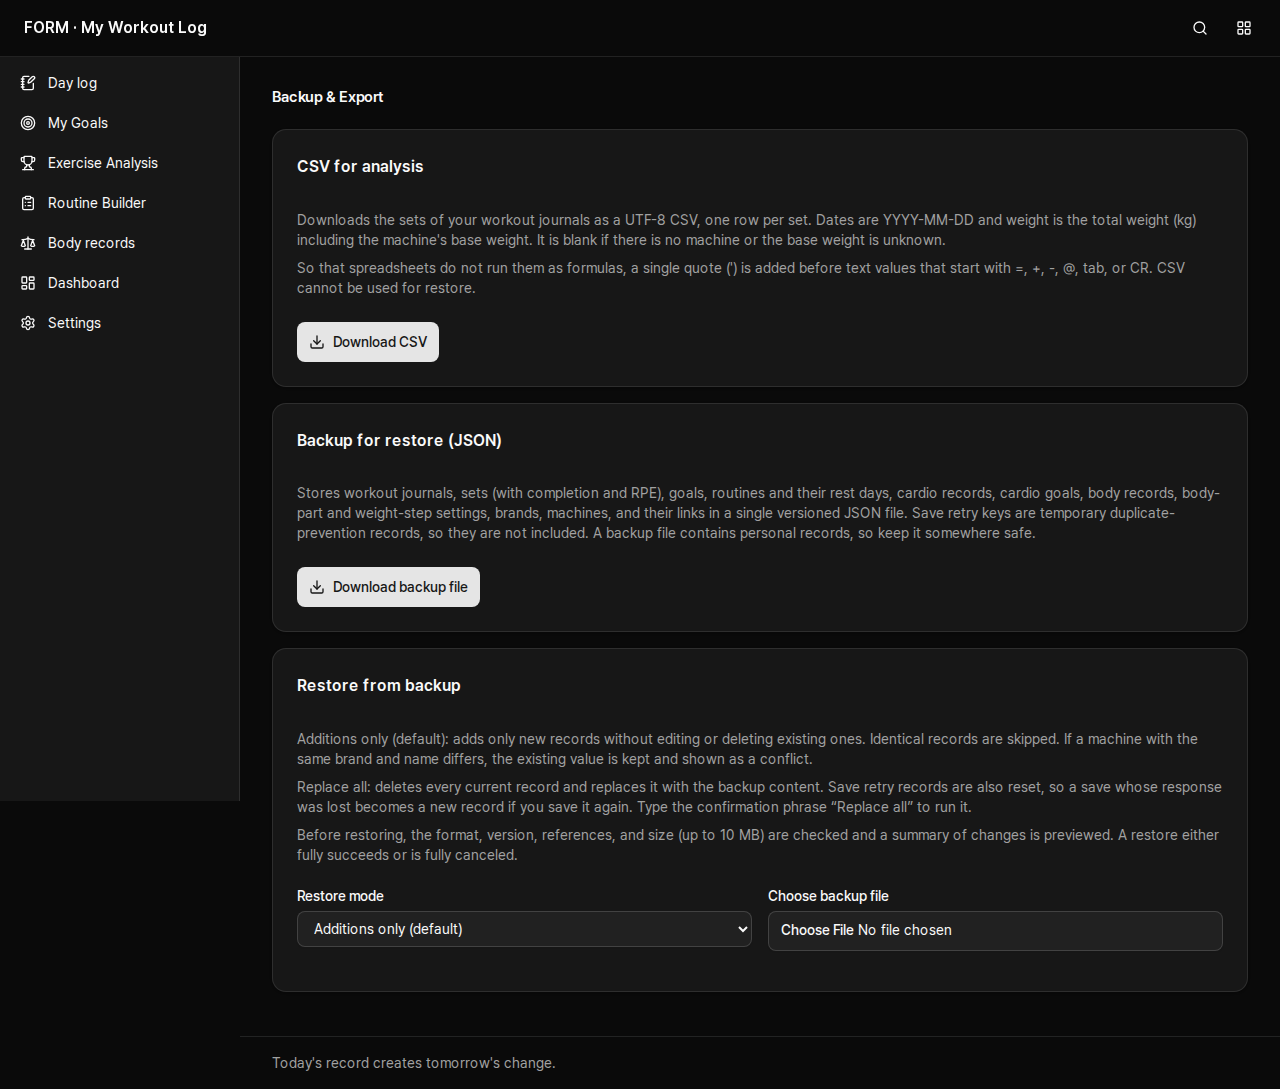 FORM · My Workout Log
Day log
My Goals
Exercise Analysis
Routine Builder
Body records
Dashboard
Settings
Backup & Export
CSV for analysis
Downloads the sets of your workout journals as a UTF-8 CSV, one row per set. Dates are YYYY-MM-DD and weight is the total weight (kg)
including the machine's base weight. It is blank if there is no machine or the base weight is unknown.
So that spreadsheets do not run them as formulas, a single quote (') is added before text values that start with =, +, -, @, tab, or CR. CSV
cannot be used for restore.
Download CSV
Backup for restore (JSON)
Stores workout journals, sets (with completion and RPE), goals, routines and their rest days, cardio records, cardio goals, body records, body-
part and weight-step settings, brands, machines, and their links in a single versioned JSON file. Save retry keys are temporary duplicate-
prevention records, so they are not included. A backup file contains personal records, so keep it somewhere safe.
Download backup file
Restore from backup
Additions only (default): adds only new records without editing or deleting existing ones. Identical records are skipped. If a machine with the
same brand and name differs, the existing value is kept and shown as a conflict.
Replace all: deletes every current record and replaces it with the backup content. Save retry records are also reset, so a save whose response
was lost becomes a new record if you save it again. Type the confirmation phrase “Replace all” to run it.
Before restoring, the format, version, references, and size (up to 10 MB) are checked and a summary of changes is previewed. A restore either
fully succeeds or is fully canceled.
Restore mode
Additions only (default)
Choose backup file
Choose File No file chosen
Today's record creates tomorrow's change.